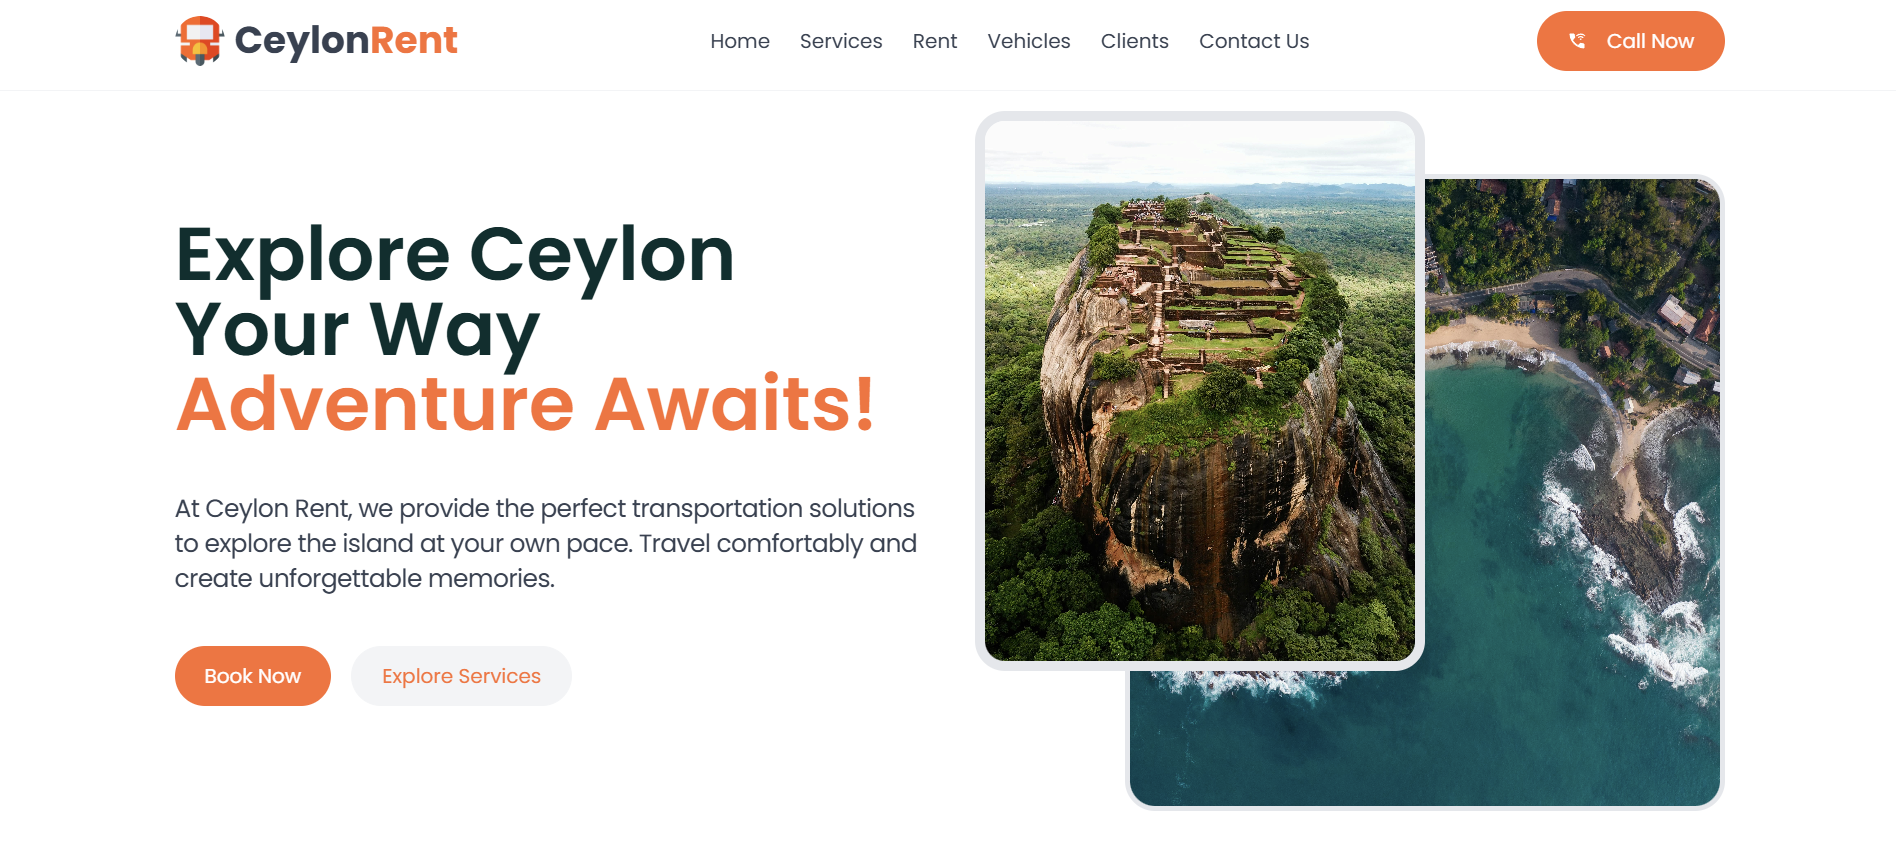 CeylonRent
Home Services Rent Vehicles Clients Contact Us
Call Now
Explore Ceylon
Your Way
Adventure Awaits!
At Ceylon Rent, we provide the perfect transportation solutions
to explore the island at your own pace. Travel comfortably and
create unforgettable memories.
Book Now
Explore Services